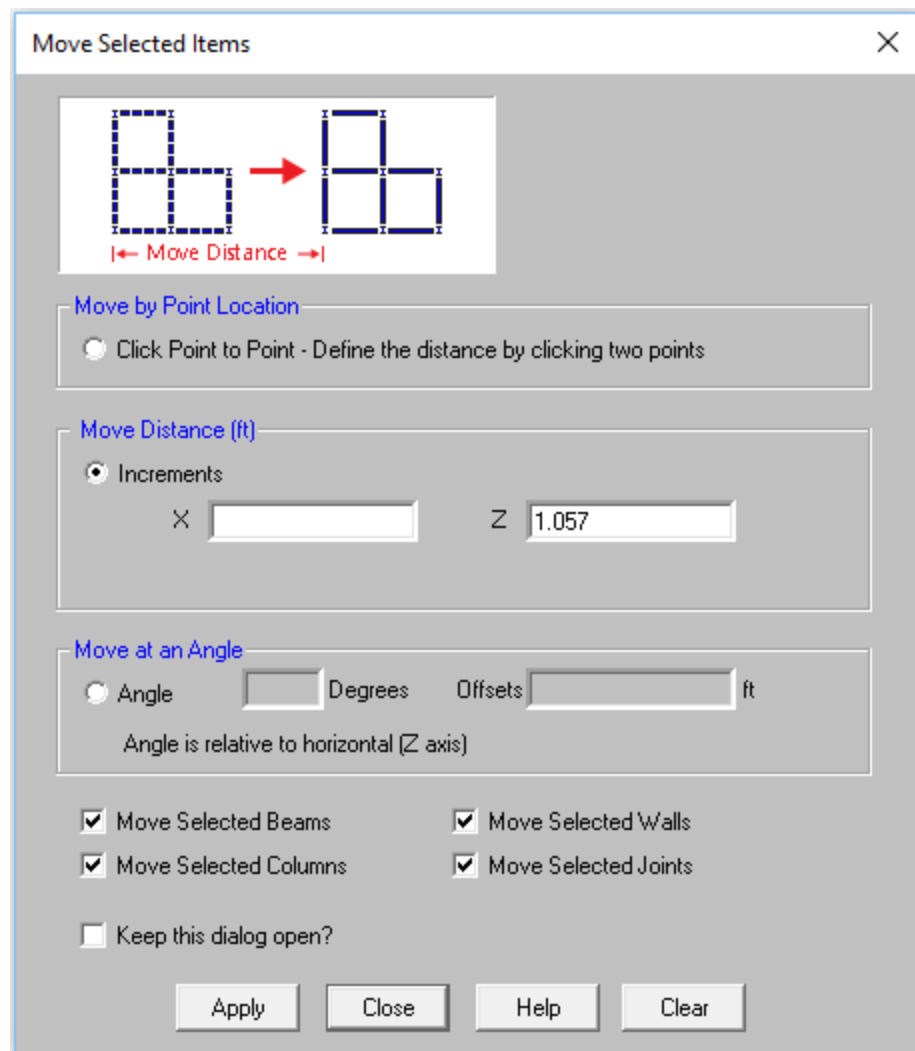 Move Selected Items
Move Distance
Move by Point Location
Click Point to Point - Define the distance by clicking two points
Move Distance (ft)
Increments
X Z 1.057
Move at an Angle
Angle Degrees Offsets ft
Angle is relative to horizontal (Z axis)
Move Selected Beams Move Selected Walls
Move Selected Columns Move Selected Joints
Keep this dialog open?
Apply Close Help Clear